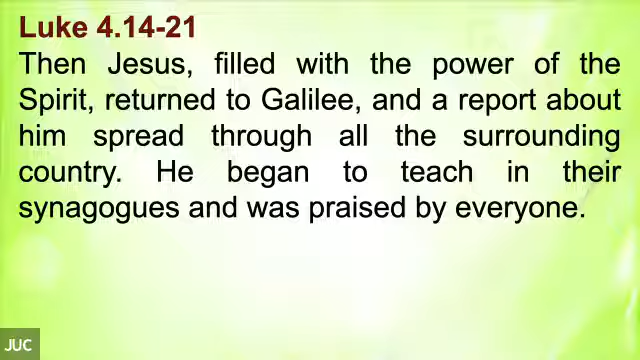 Luke 4.14-21
Then Jesus, filled with the power of the
Spirit, returned to Galilee, and a report about
him spread through all the surrounding
country. He began to teach in their
synagogues and was praised by everyone.
JUC